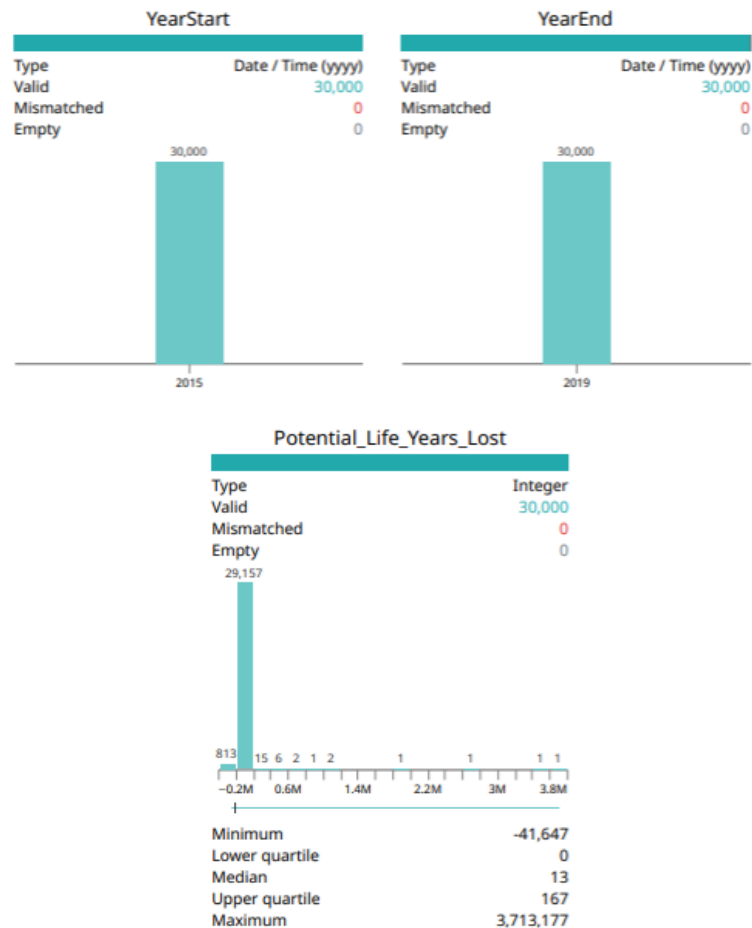 YearStart
Type Date / Time (yyyy)
Valid 30,000
Mismatched 0
Empty 0
30,000
2015
YearEnd
Type Date / Time (yyyy)
Valid 30,000
Mismatched 0
Empty 0
30,000
2019
Potential_Life_Years_Lost
Type Integer
Valid 30,000
Mismatched 0
Empty 0
29,157
813 15 6 2 1 2 1 1 1 1
−0.2M 0.6M 1.4M 2.2M 3M 3.8M
Minimum -41,647
Lower quartile 0
Median 13
Upper quartile 167
Maximum 3,713,177